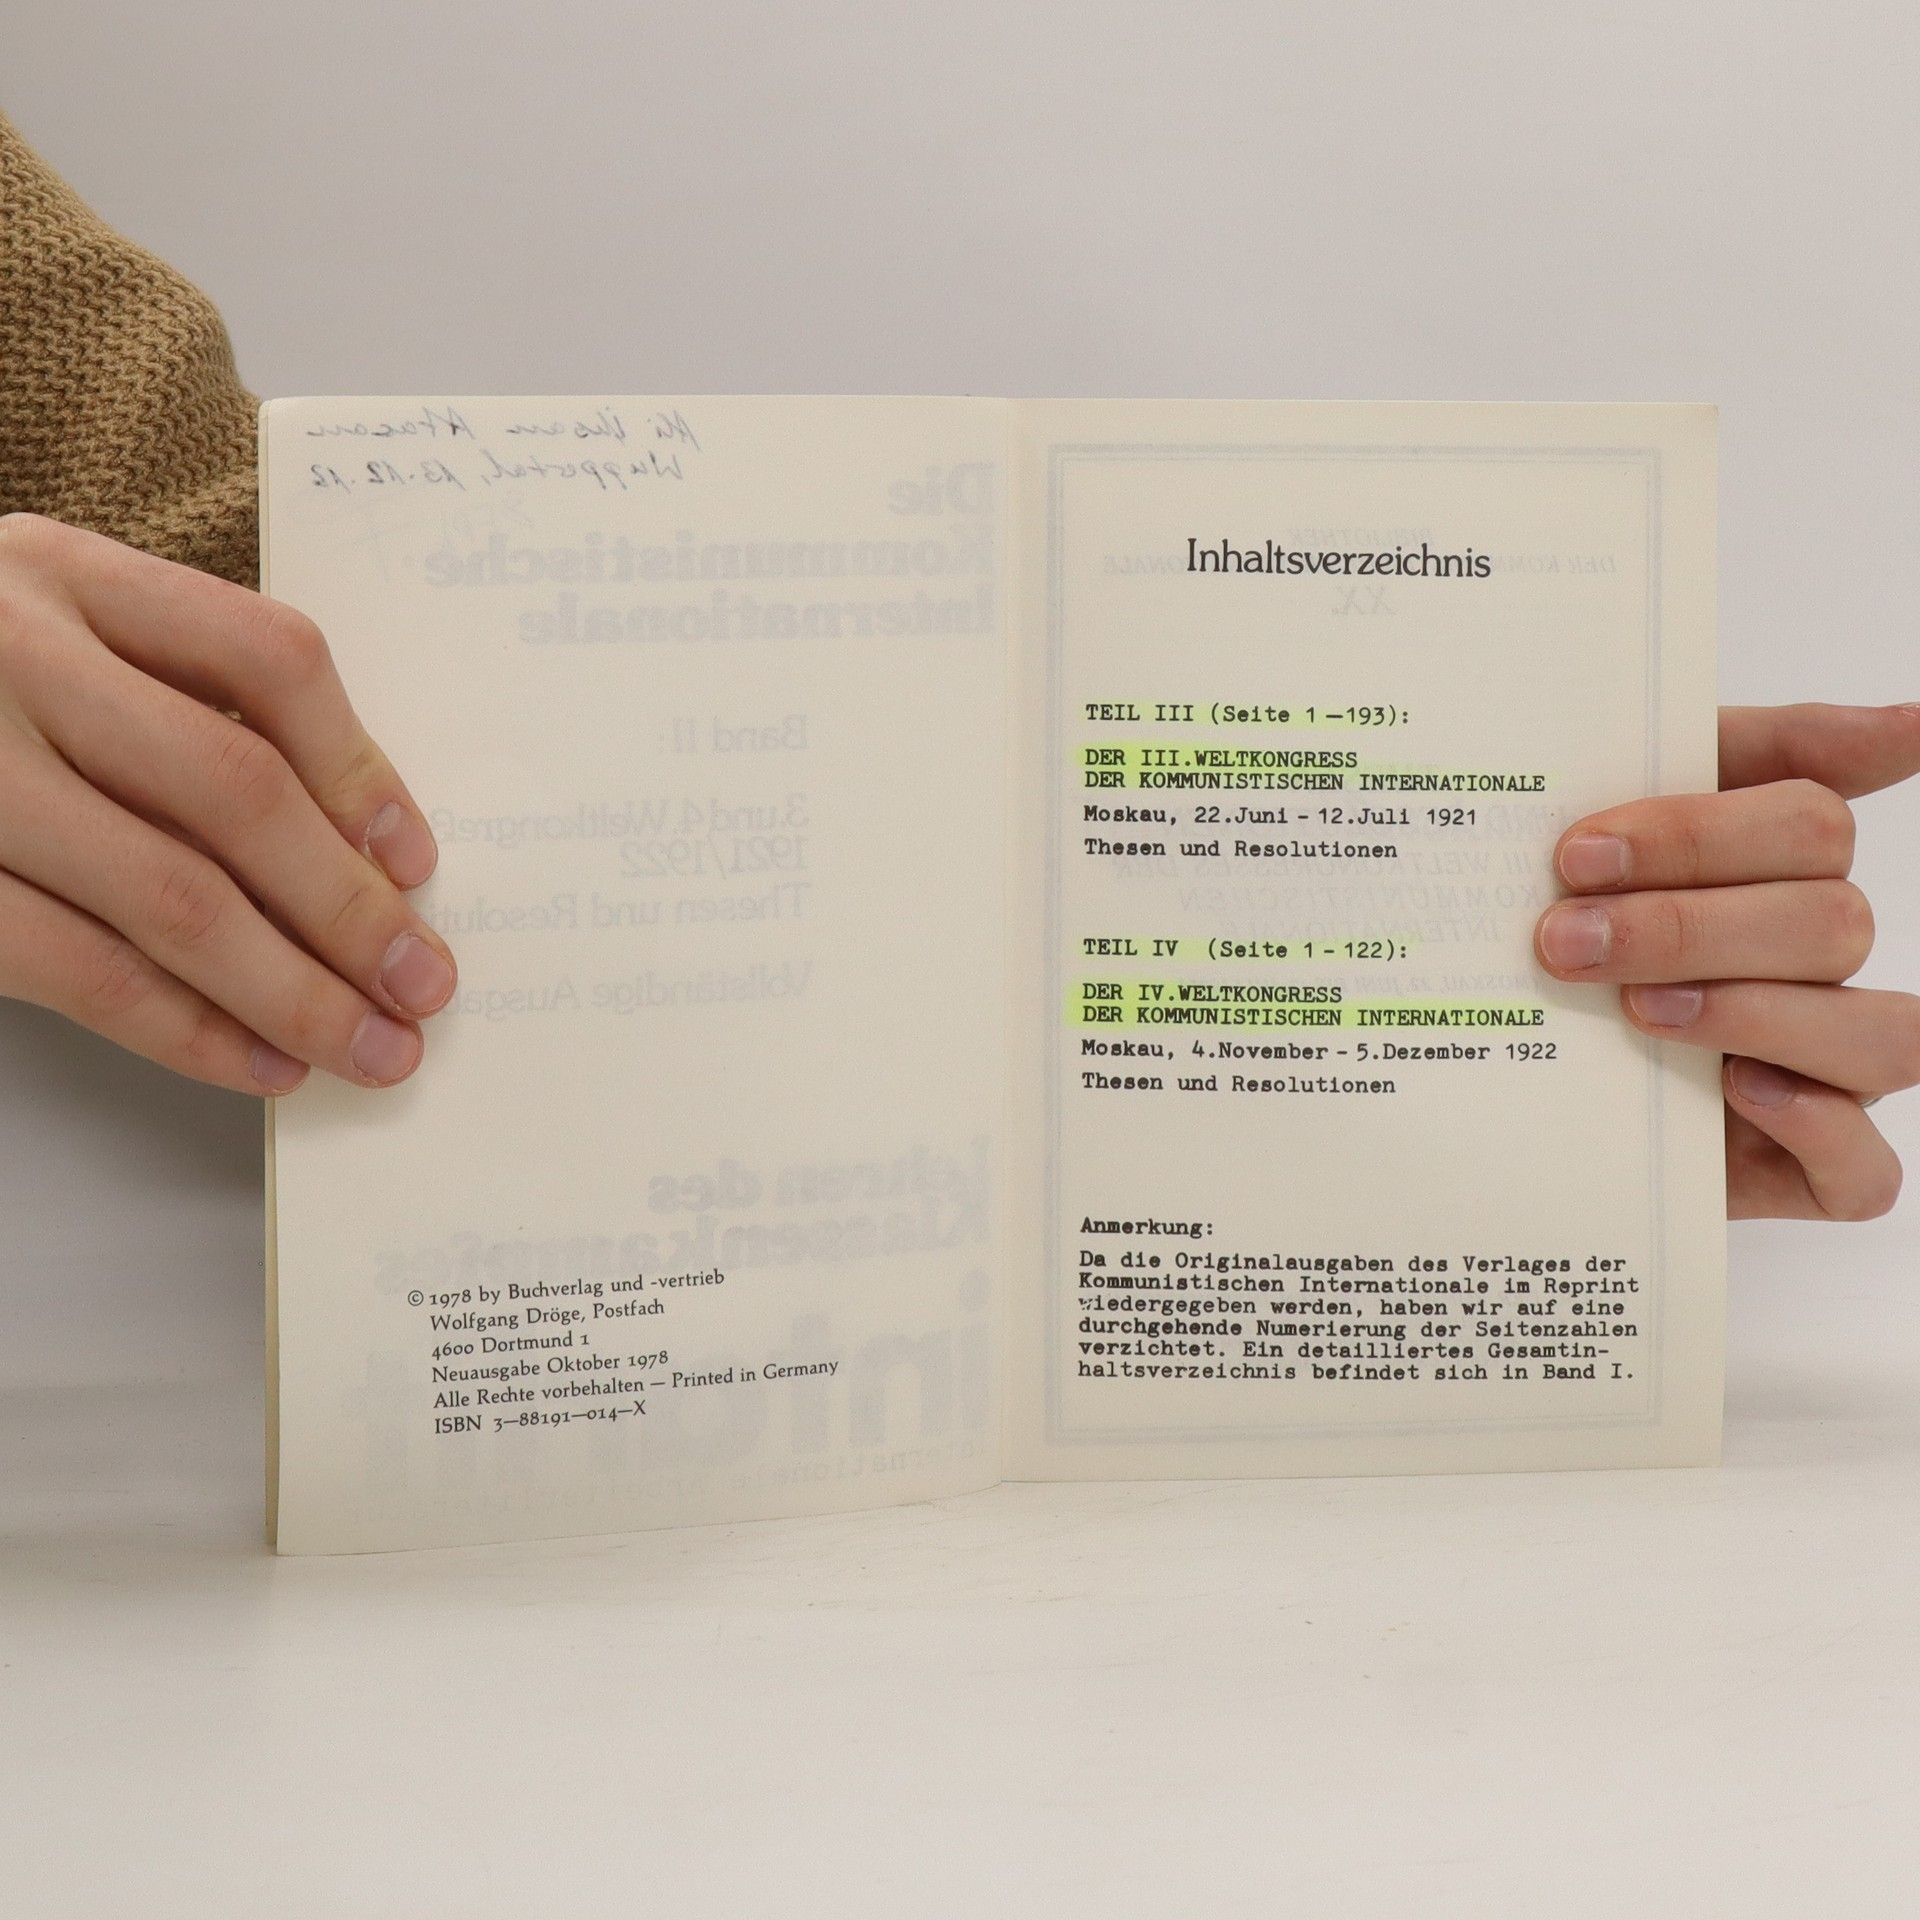 © 1978 by Buchverlag und -vertrieb
Wolfgang Dröge, Postfach
4600 Dortmund 1
Neuausgabe Oktober 1978
Alle Rechte vorbehalten — Printed in Germany
ISBN 3—88191—014—X
Inhaltsverzeichnis
TEIL III (Seite 1—193):
DER III.WELTKONGRESS
DER KOMMUNISTISCHEN INTERNATIONALE
Moskau, 22.Juni - 12.Juli 1921
Thesen und Resolutionen
TEIL IV (Seite 1 - 122):
DER IV.WELTKONGRESS
DER KOMMUNISTISCHEN INTERNATIONALE
Moskau, 4.November - 5.Dezember 1922
Thesen und Resolutionen
Anmerkung:
Da die Originalausgaben des Verlages der
Kommunistischen Internationale im Reprint
wiedergegeben werden, haben wir auf eine
durchgehende Numerierung der Seitenzahlen
verzichtet. Ein detailliertes Gesamtin-
haltsverzeichnis befindet sich in Band I.